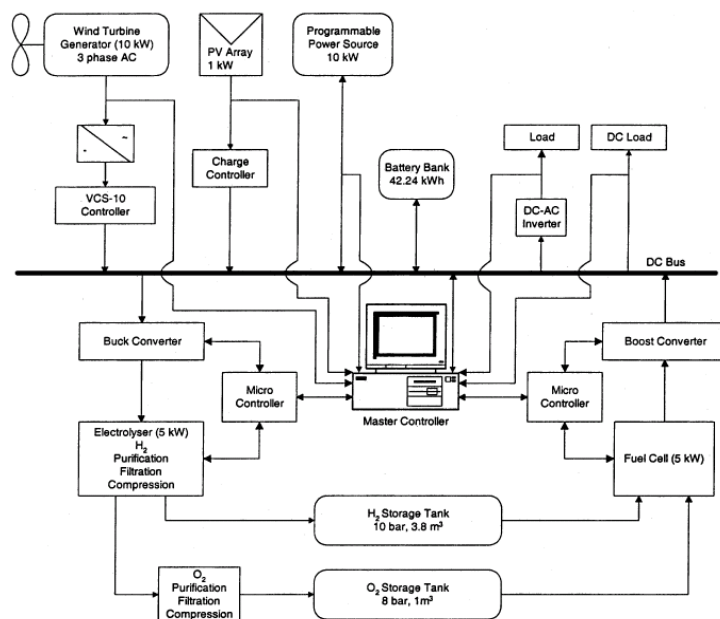 Wind Turbine
Generator (10 kW)
3 phase AC
PV Array
1 kW
Programmable
Power Source
10 kW
~
-
Charge
Controller
Battery Bank
42.24 kWh
Load
DC Load
VCS-10
Controller
DC-AC
Inverter
DC Bus
Buck Converter
Boost Converter
Micro
Controller
Master Controller
Micro
Controller
Electrolyser (5 kW)
H₂
Purification
Filtration
Compression
Fuel Cell (5 kW)
H₂ Storage Tank
10 bar, 3.8 m³
O₂
Purification
Filtration
Compression
O₂ Storage Tank
8 bar, 1m³